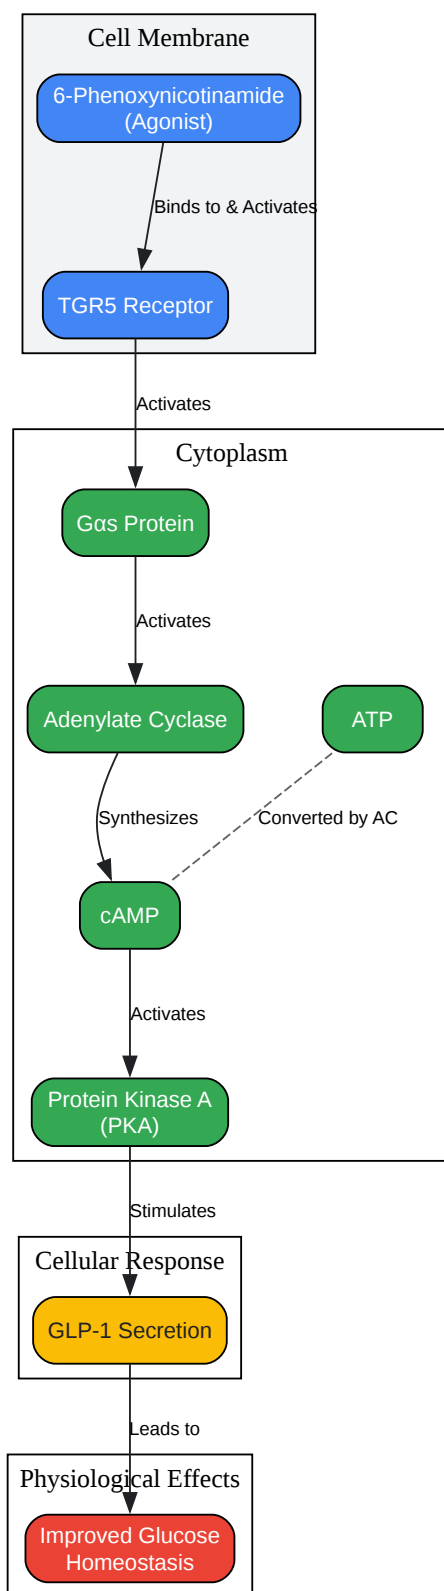 Cell Membrane
6-Phenoxynicotinamide
(Agonist)
Binds to & Activates
TGR5 Receptor
Activates
Cytoplasm
Gαs Protein
Activates
Adenylate Cyclase
ATP
Synthesizes
Converted by AC
cAMP
Activates
Protein Kinase A
(PKA)
Stimulates
Cellular Response
GLP-1 Secretion
Leads to
Physiological Effects
Improved Glucose
Homeostasis